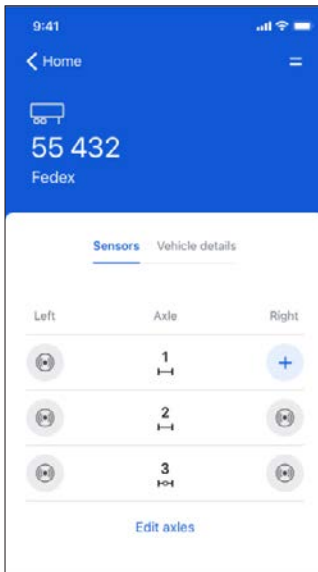 9:41
Home
55 432
Fedex
Sensors Vehicle details
Left Axle Right
1
2
3
Edit axles